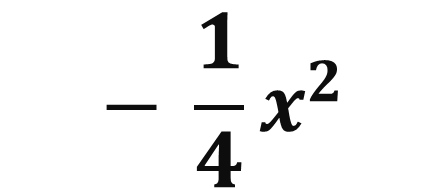 − 1/4 x²